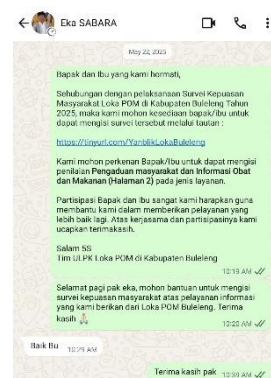 Eka SABARA
May 22, 2025
Bapak dan Ibu yang kami hormati,
Sehubungan dengan pelaksanaan Survei Kepuasan
Masyarakat Loka POM di Kabupaten Buleleng Tahun
2025, maka kami mohon kesediaan bapak/ibu untuk
dapat mengisi survei tersebut melalui tautan :
https://tinyurl.com/YanblikLokaBuleleng
Kami mohon perkenan Bapak/Ibu untuk dapat mengisi
penilaian Pengaduan masyarakat dan Informasi Obat
dan Makanan (Halaman 2) pada jenis layanan.
Partisipasi Bapak dan Ibu sangat kami harapkan guna
membantu kami dalam memberikan pelayanan yang
lebih baik lagi. Atas kerjasama dan partisipasinya kami
ucapkan terimakasih.
Salam 5S
Tim ULPK Loka POM di Kabupaten Buleleng
10:19 AM
Selamat pagi pak eka, mohon bantuan untuk mengisi
survei kepuasan masyarakat atas pelayanan informasi
yang kami berikan dari Loka POM Buleleng. Terima
kasih 🙏
10:20 AM
Baik Bu 10:29 AM
Terima kasih pak 10:30 AM